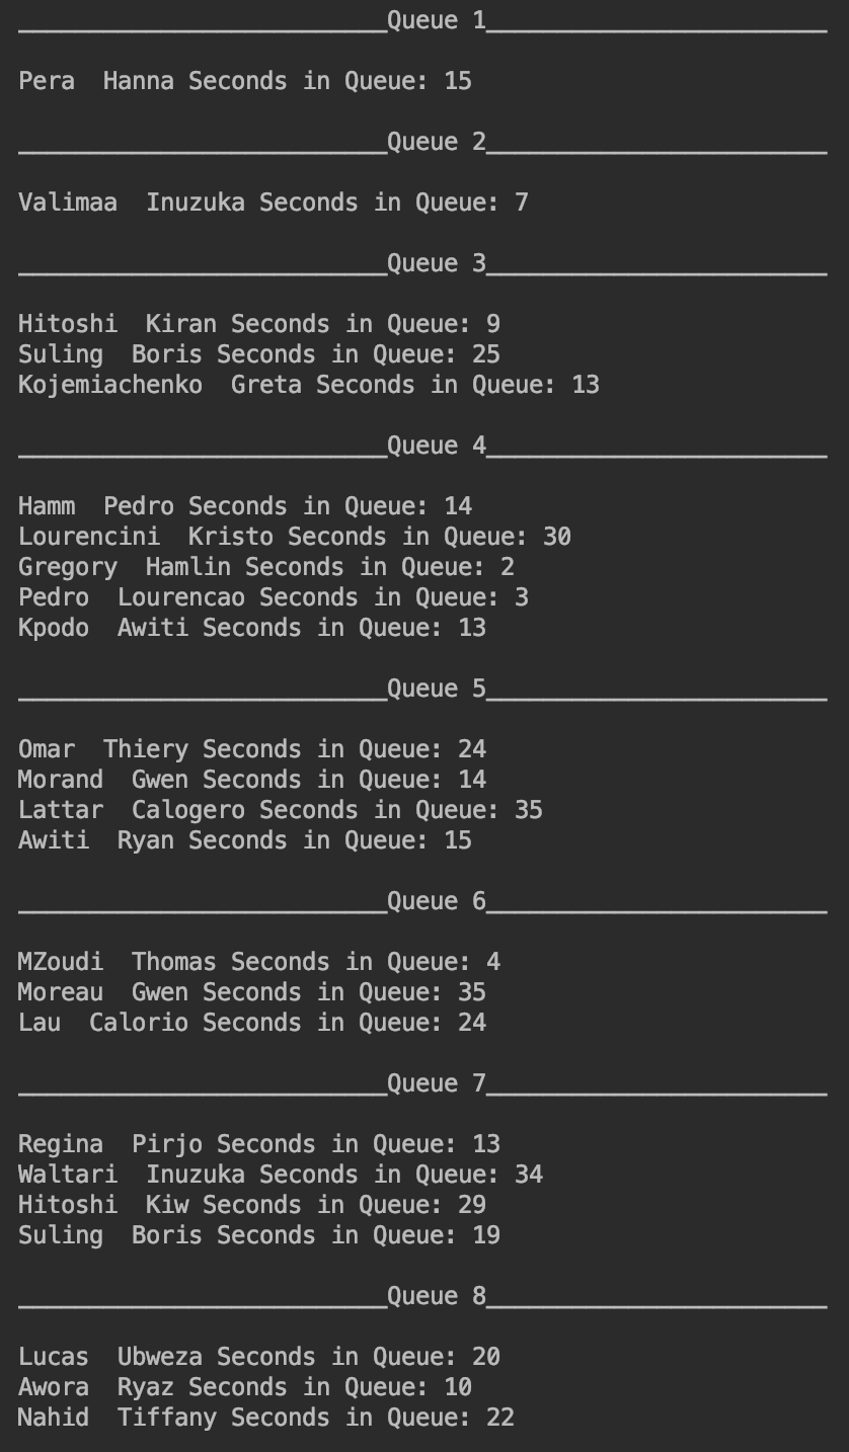 __________________________Queue 1________________________
Pera  Hanna Seconds in Queue: 15
__________________________Queue 2________________________
Valimaa  Inuzuka Seconds in Queue: 7
__________________________Queue 3________________________
Hitoshi  Kiran Seconds in Queue: 9
Suling  Boris Seconds in Queue: 25
Kojemiachenko  Greta Seconds in Queue: 13
__________________________Queue 4________________________
Hamm  Pedro Seconds in Queue: 14
Lourencini  Kristo Seconds in Queue: 30
Gregory  Hamlin Seconds in Queue: 2
Pedro  Lourencao Seconds in Queue: 3
Kpodo  Awiti Seconds in Queue: 13
__________________________Queue 5________________________
Omar  Thiery Seconds in Queue: 24
Morand  Gwen Seconds in Queue: 14
Lattar  Calogero Seconds in Queue: 35
Awiti  Ryan Seconds in Queue: 15
__________________________Queue 6________________________
MZoudi  Thomas Seconds in Queue: 4
Moreau  Gwen Seconds in Queue: 35
Lau  Calorio Seconds in Queue: 24
__________________________Queue 7________________________
Regina  Pirjo Seconds in Queue: 13
Waltari  Inuzuka Seconds in Queue: 34
Hitoshi  Kiw Seconds in Queue: 29
Suling  Boris Seconds in Queue: 19
__________________________Queue 8________________________
Lucas  Ubweza Seconds in Queue: 20
Awora  Ryaz Seconds in Queue: 10
Nahid  Tiffany Seconds in Queue: 22